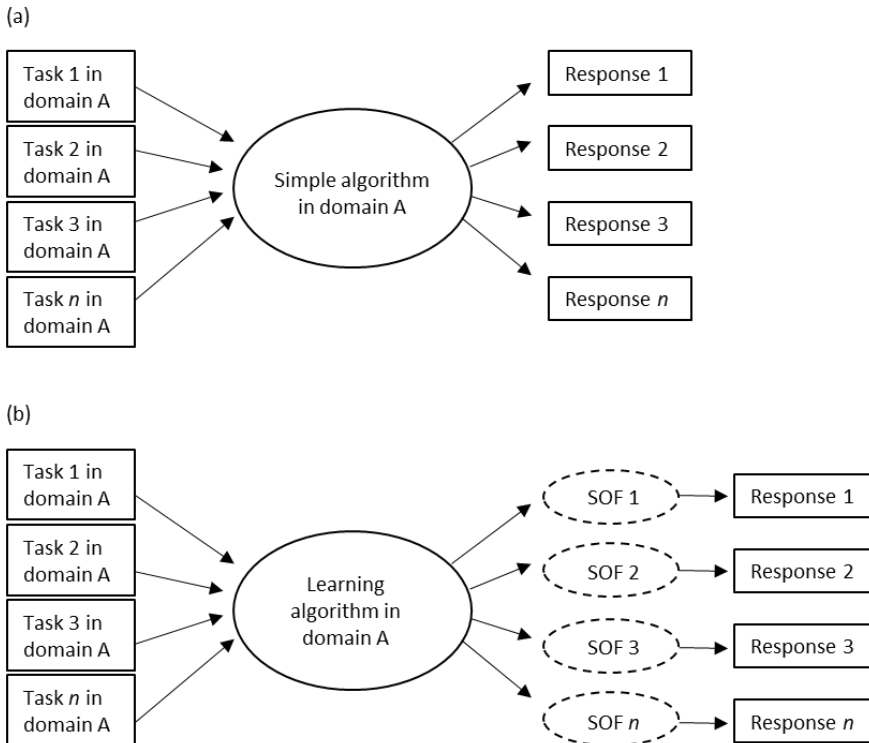 (a)
Task 1 in
domain A
Task 2 in
domain A
Task 3 in
domain A
Task n in
domain A
Simple algorithm
in domain A
Response 1
Response 2
Response 3
Response n
(b)
Task 1 in
domain A
Task 2 in
domain A
Task 3 in
domain A
Task n in
domain A
Learning
algorithm in
domain A
SOF 1
SOF 2
SOF 3
SOF n
Response 1
Response 2
Response 3
Response n